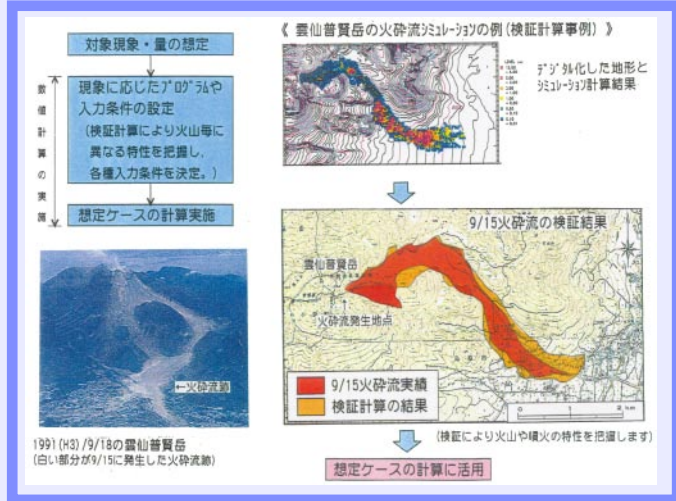 対象現象・量の想定
数値計算の実施
現象に応じたプログラムや
入力条件の設定
(検証計算により火山毎に
異なる特性を把握し、
各種入力条件を決定。)
想定ケースの計算実施
←火砕流跡
1991(H3)/9/18の雲仙普賢岳
(白い部分が9/15に発生した火砕流跡)
《 雲仙普賢岳の火砕流シミュレーションの例(検証計算事例) 》
デジタル化した地形と
シミュレーション計算結果
9/15火砕流の検証結果
雲仙普賢岳
火砕流発生地点
9/15火砕流実績
検証計算の結果
0 1 2 km
(検証により火山や噴火の特性を把握します)
想定ケースの計算に活用